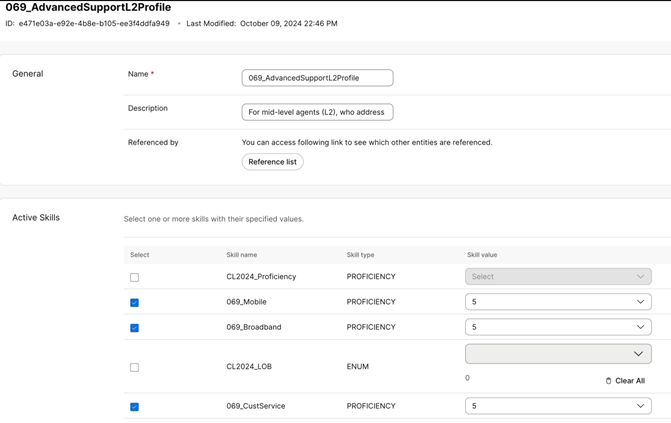 069_AdvancedSupportL2Profile
ID: e471e03a-e92e-4b8e-b105-ee3f4ddfa949 • Last Modified: October 09, 2024 22:46 PM
General
Name *
069_AdvancedSupportL2Profile
Description
For mid-level agents (L2), who address
Referenced by
You can access following link to see which other entities are referenced.
Reference list
Active Skills
Select one or more skills with their specified values.
Select Skill name Skill type Skill value
CL2024_Proficiency PROFICIENCY Select
069_Mobile PROFICIENCY 5
069_Broadband PROFICIENCY 5
CL2024_LOB ENUM
0 Clear All
069_CustService PROFICIENCY 5